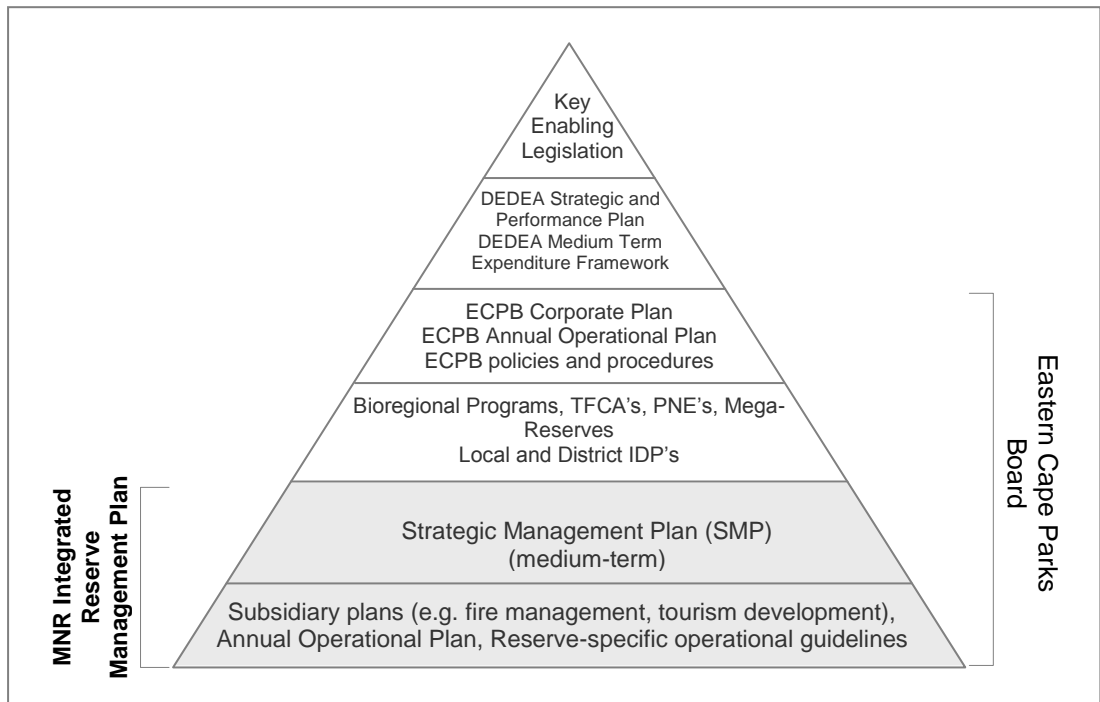 Key
Enabling
Legislation
DEDEA Strategic and
Performance Plan
DEDEA Medium Term
Expenditure Framework
ECPB Corporate Plan
ECPB Annual Operational Plan
ECPB policies and procedures
Bioregional Programs, TFCA's, PNE's, Mega-
Reserves
Local and District IDP's
Strategic Management Plan (SMP)
(medium-term)
Subsidiary plans (e.g. fire management, tourism development),
Annual Operational Plan, Reserve-specific operational guidelines
MNR Integrated
Reserve
Management Plan
Eastern Cape Parks
Board